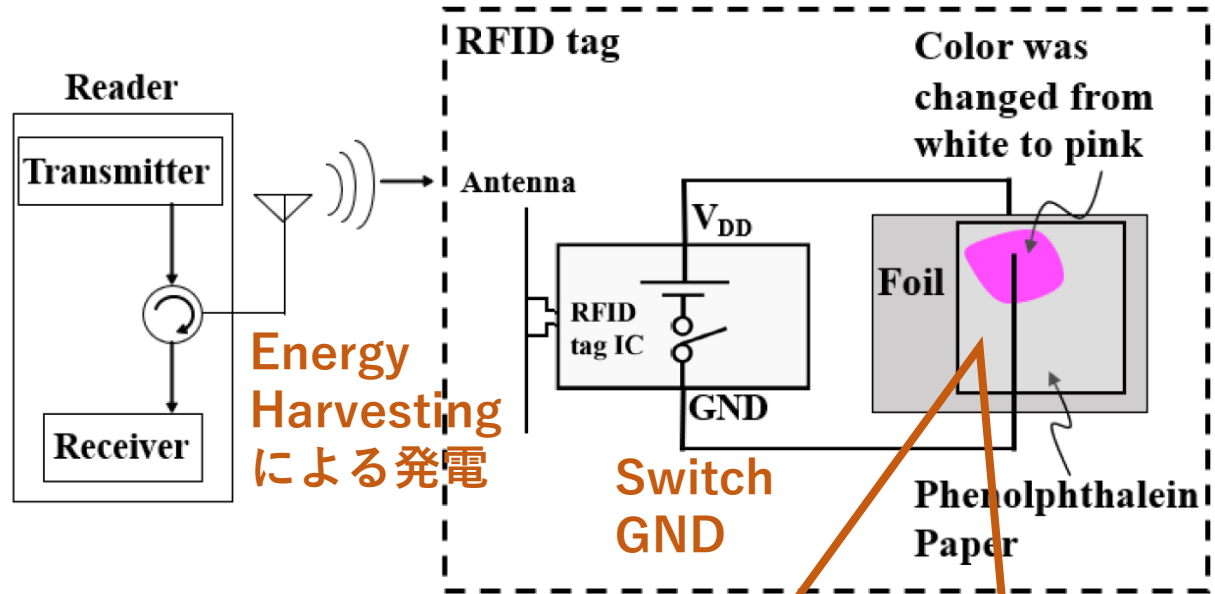 Reader
Transmitter
Receiver
Energy
Harvesting
による発電
RFID tag
Antenna
V_DD
RFID
tag IC
GND
Switch
GND
Color was
changed from
white to pink
Foil
Phenolphthalein
Paper